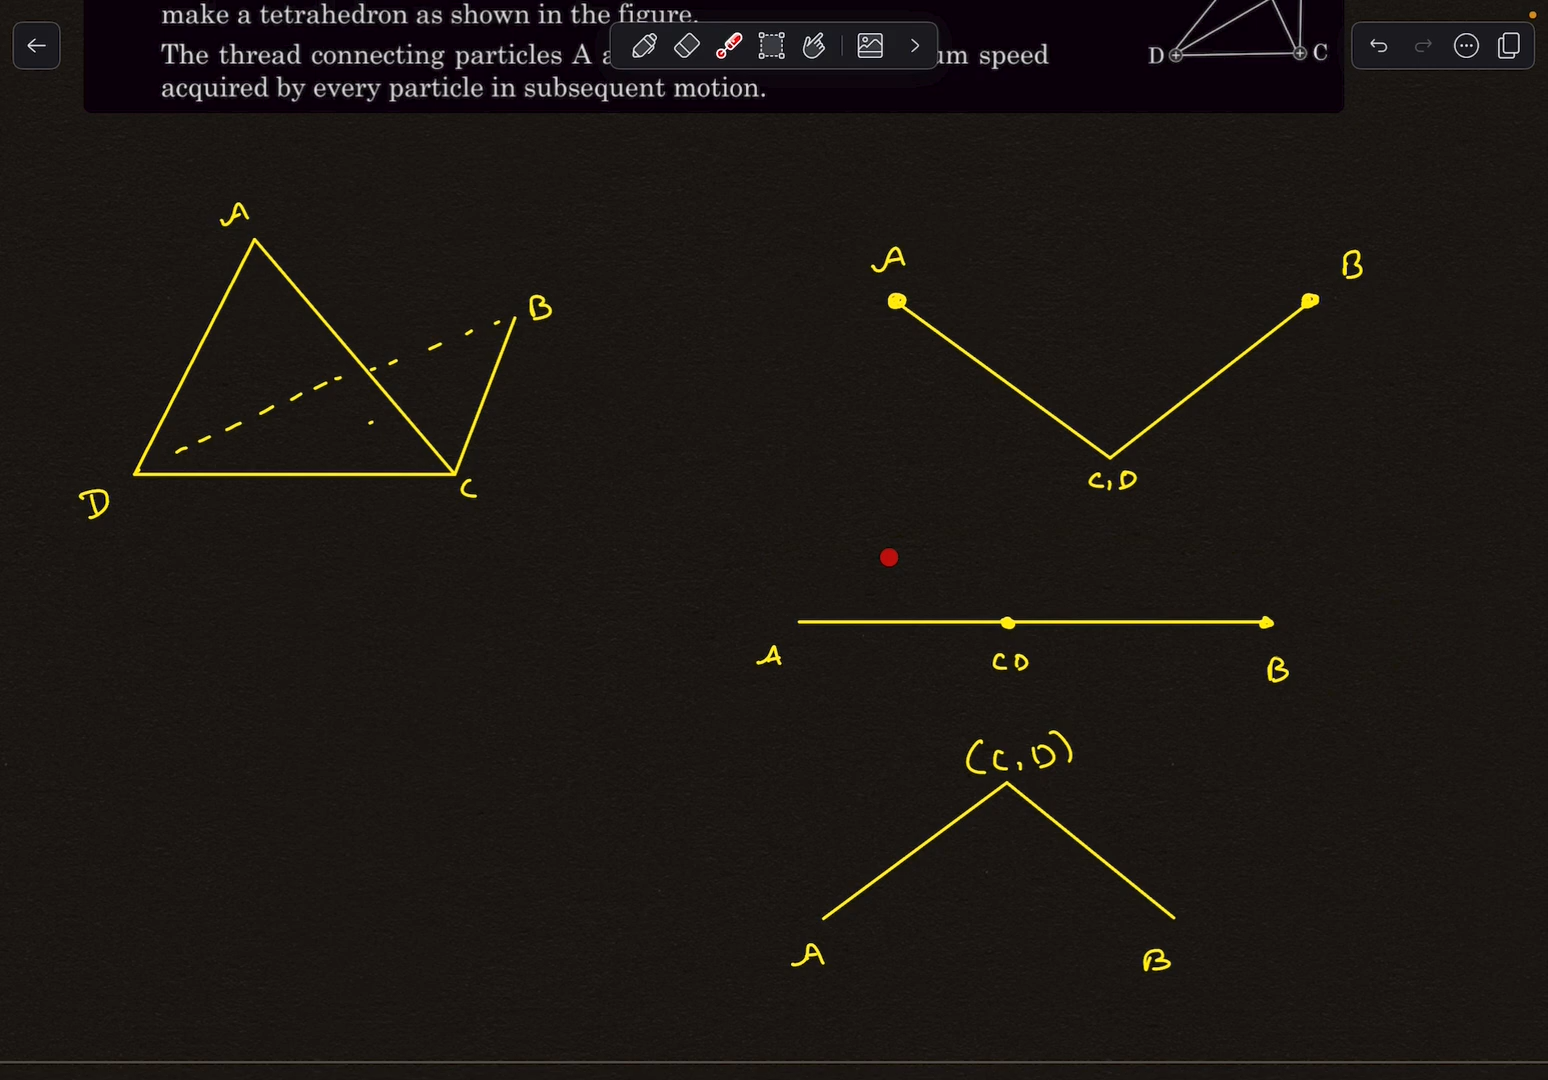 make a tetrahedron as shown in the figure.
The thread connecting particles A a
um speed
acquired by every particle in subsequent motion.
D C
A
B
D
C
A
B
C,D
A
CD
B
(C,D)
A
B